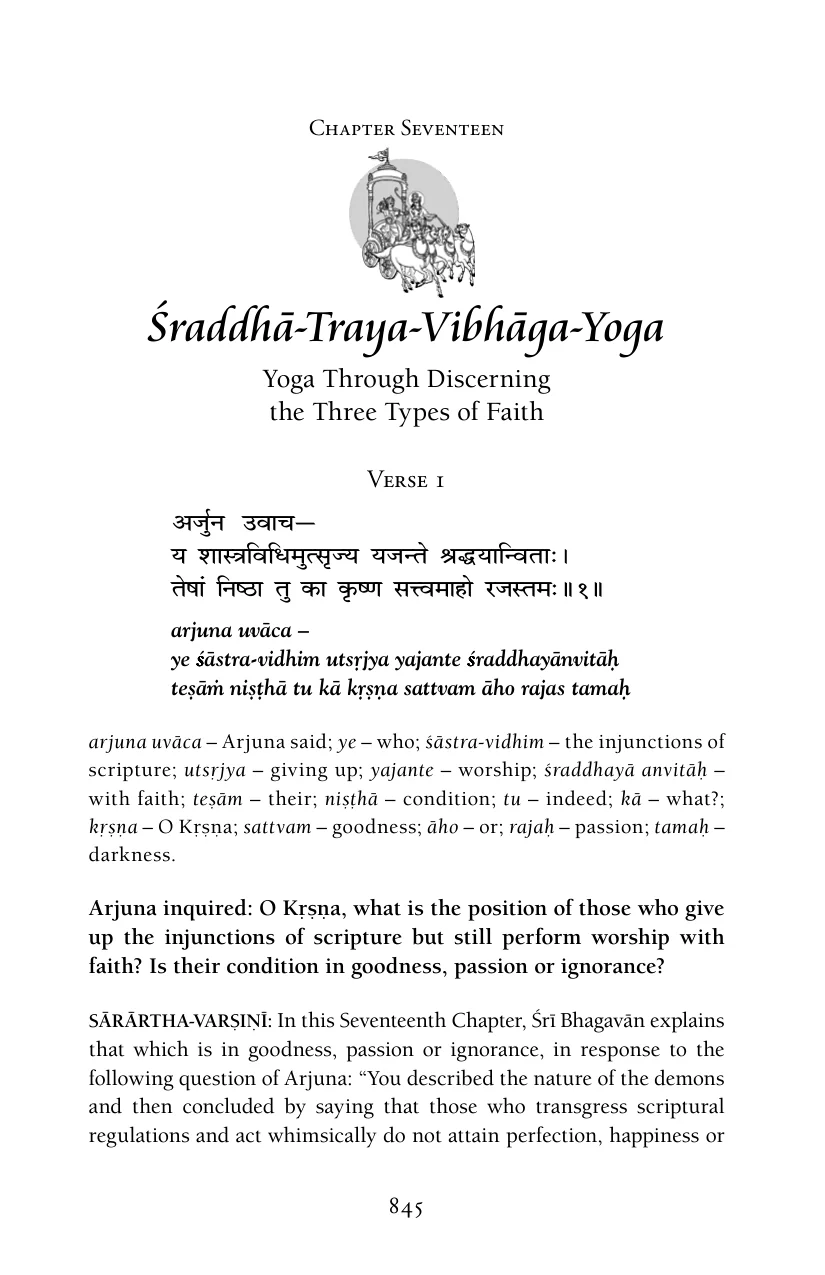 Chapter Seventeen
Śraddhā-Traya-Vibhāga-Yoga
Yoga Through Discerning
the Three Types of Faith
Verse 1
अर्जुन उवाच—
य शास्त्रविधिमुत्सृज्य यजन्ते श्रद्धयान्विताः।
तेषां निष्ठा तु का कृष्ण सत्त्वमाहो रजस्तमः॥१॥
arjuna uvāca –
ye śāstra-vidhim utsṛjya yajante śraddhayānvitāḥ
teṣāṁ niṣṭhā tu kā kṛṣṇa sattvam āho rajas tamaḥ
arjuna uvāca – Arjuna said; ye – who; śāstra-vidhim – the injunctions of
scripture; utsṛjya – giving up; yajante – worship; śraddhayā anvitāḥ –
with faith; teṣām – their; niṣṭhā – condition; tu – indeed; kā – what?;
kṛṣṇa – O Kṛṣṇa; sattvam – goodness; āho – or; rajaḥ – passion; tamaḥ –
darkness.
Arjuna inquired: O Kṛṣṇa, what is the position of those who give
up the injunctions of scripture but still perform worship with
faith? Is their condition in goodness, passion or ignorance?
SĀRĀRTHA-VARṢIṆĪ: In this Seventeenth Chapter, Śrī Bhagavān explains
that which is in goodness, passion or ignorance, in response to the
following question of Arjuna: “You described the nature of the demons
and then concluded by saying that those who transgress scriptural
regulations and act whimsically do not attain perfection, happiness or
845